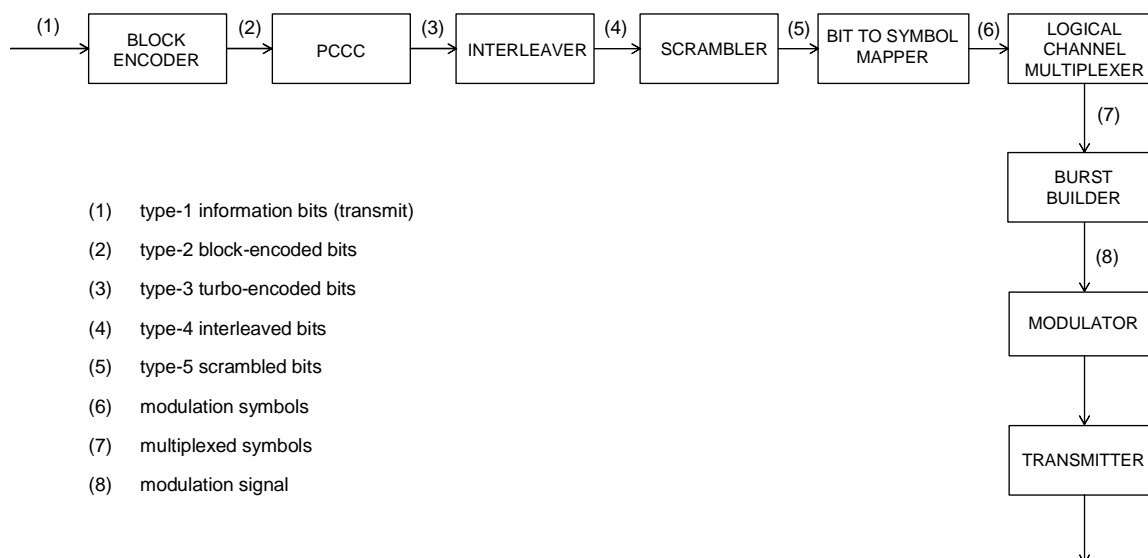 (1)
BLOCK
ENCODER
(2)
PCCC
(3)
INTERLEAVER
(4)
SCRAMBLER
(5)
BIT TO SYMBOL
MAPPER
(6)
LOGICAL
CHANNEL
MULTIPLEXER
(7)
BURST
BUILDER
(8)
MODULATOR
TRANSMITTER
(1) type-1 information bits (transmit)
(2) type-2 block-encoded bits
(3) type-3 turbo-encoded bits
(4) type-4 interleaved bits
(5) type-5 scrambled bits
(6) modulation symbols
(7) multiplexed symbols
(8) modulation signal